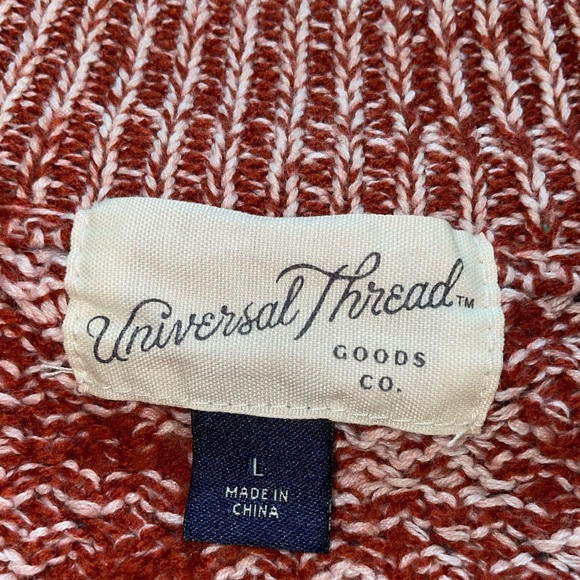 Universal Thread™
GOODS
CO.
L
MADE IN
CHINA